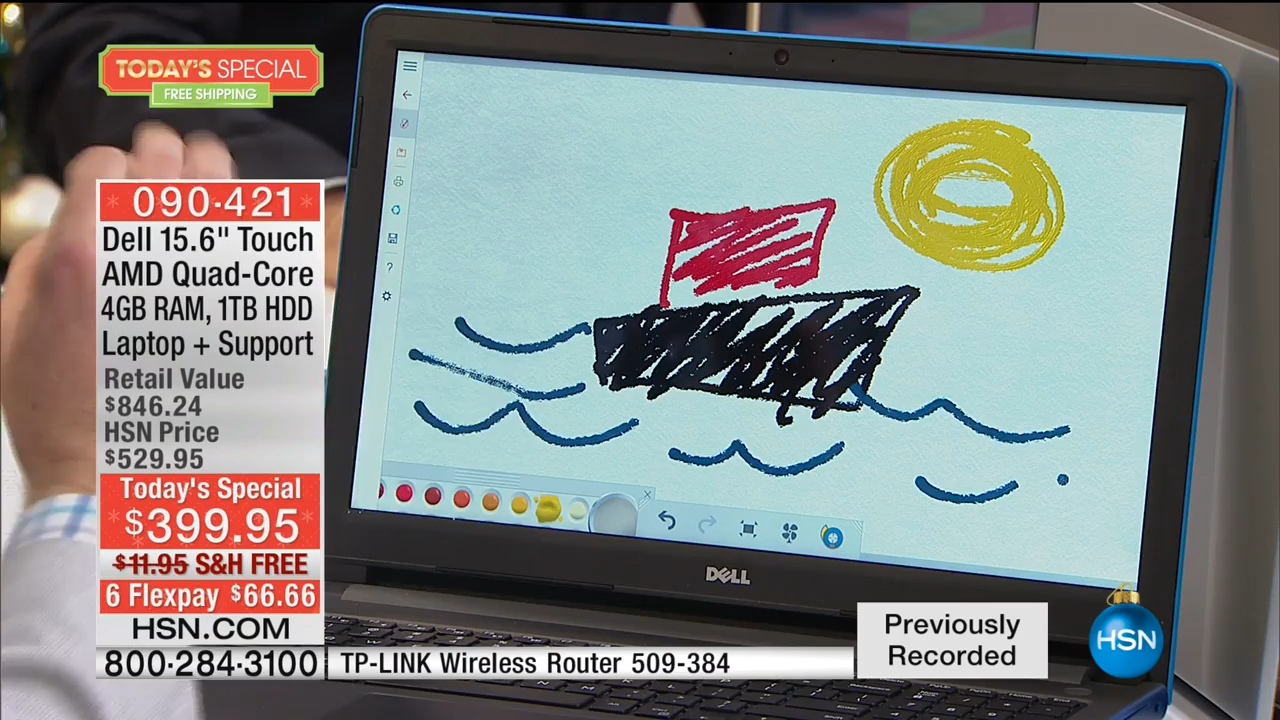 TODAY'S SPECIAL
FREE SHIPPING
090-421
Dell 15.6" Touch
AMD Quad-Core
4GB RAM, 1TB HDD
Laptop + Support
Retail Value
$846.24
HSN Price
$529.95
Today's Special
$399.95
$11.95 S&H FREE
6 Flexpay $66.66
HSN.COM
800-284-3100
TP-LINK Wireless Router 509-384
DELL
?
Previously
Recorded
HSN